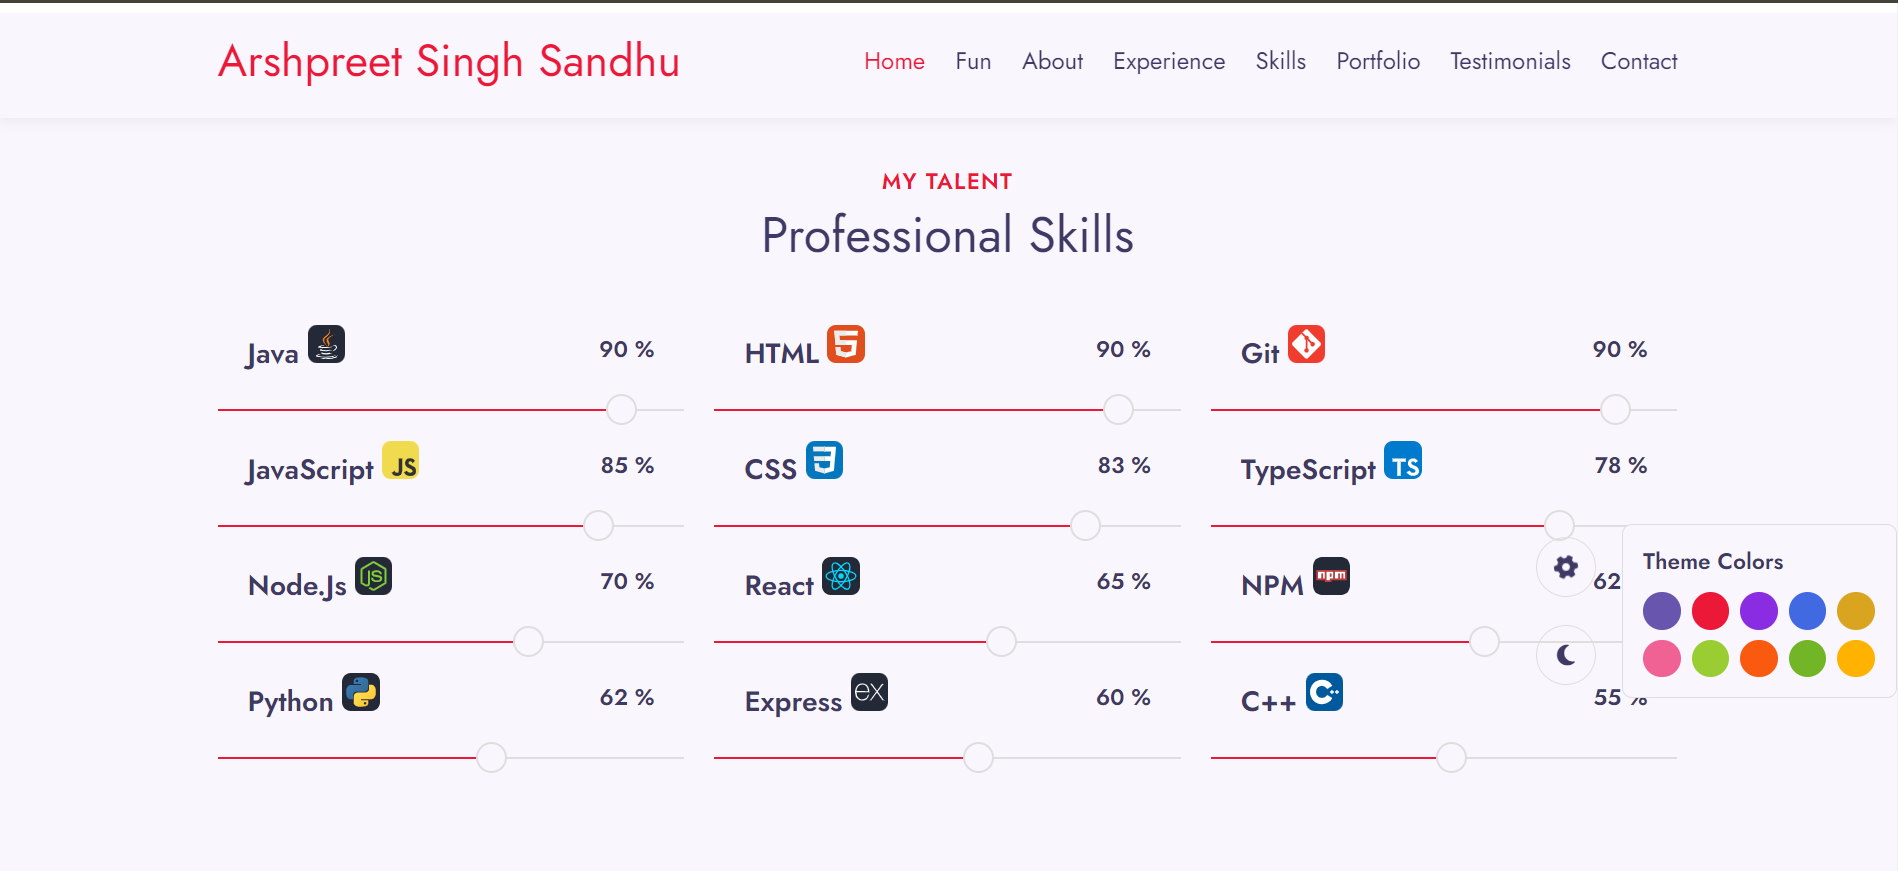 Arshpreet Singh Sandhu
Home Fun About Experience Skills Portfolio Testimonials Contact
MY TALENT
Professional Skills
Java 90 %
HTML 90 %
Git 90 %
JavaScript JS 85 %
CSS 83 %
TypeScript TS 78 %
Node.Js JS 70 %
React 65 %
NPM npm 62
Theme Colors
Python 62 %
Express ex 60 %
C++ C++ 55 %